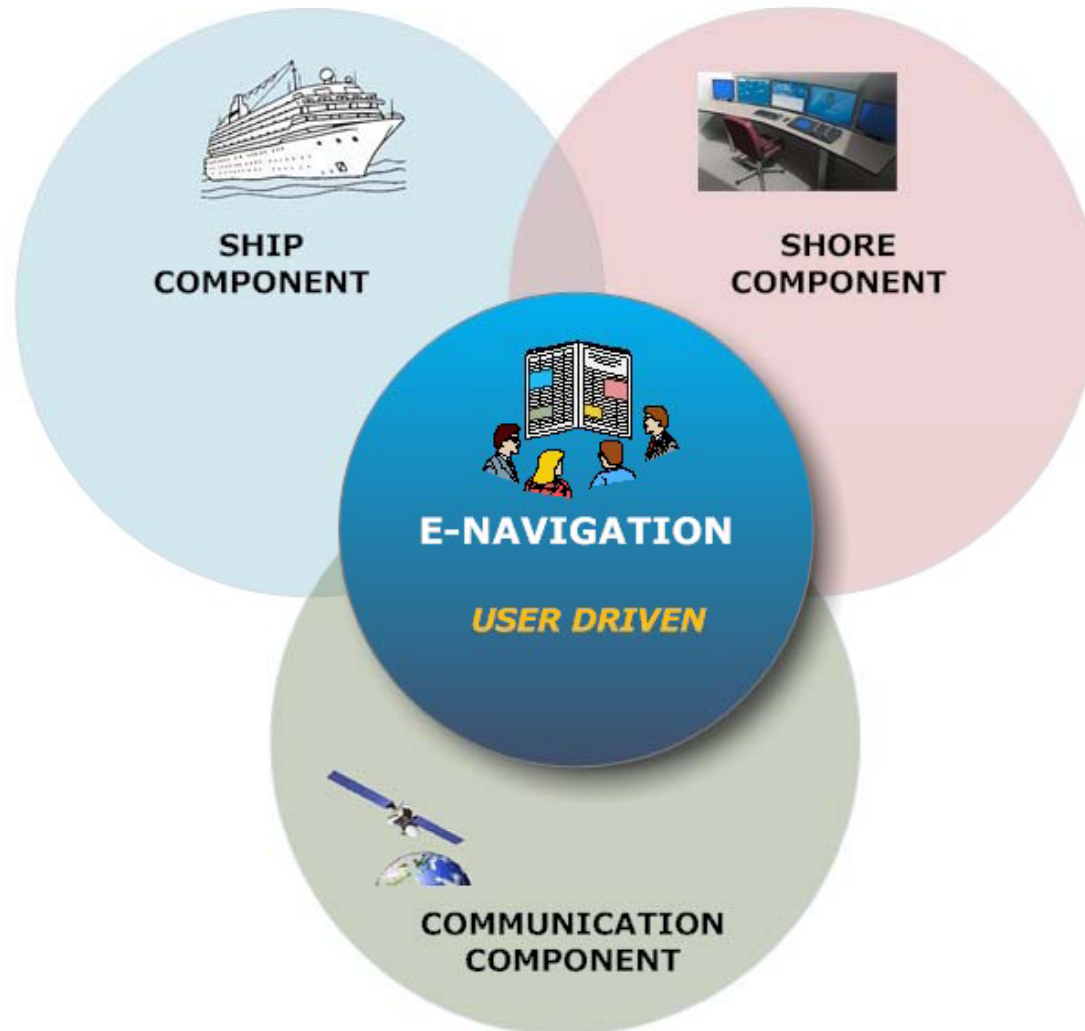 SHIP
COMPONENT
SHORE
COMPONENT
E-NAVIGATION
USER DRIVEN
COMMUNICATION
COMPONENT